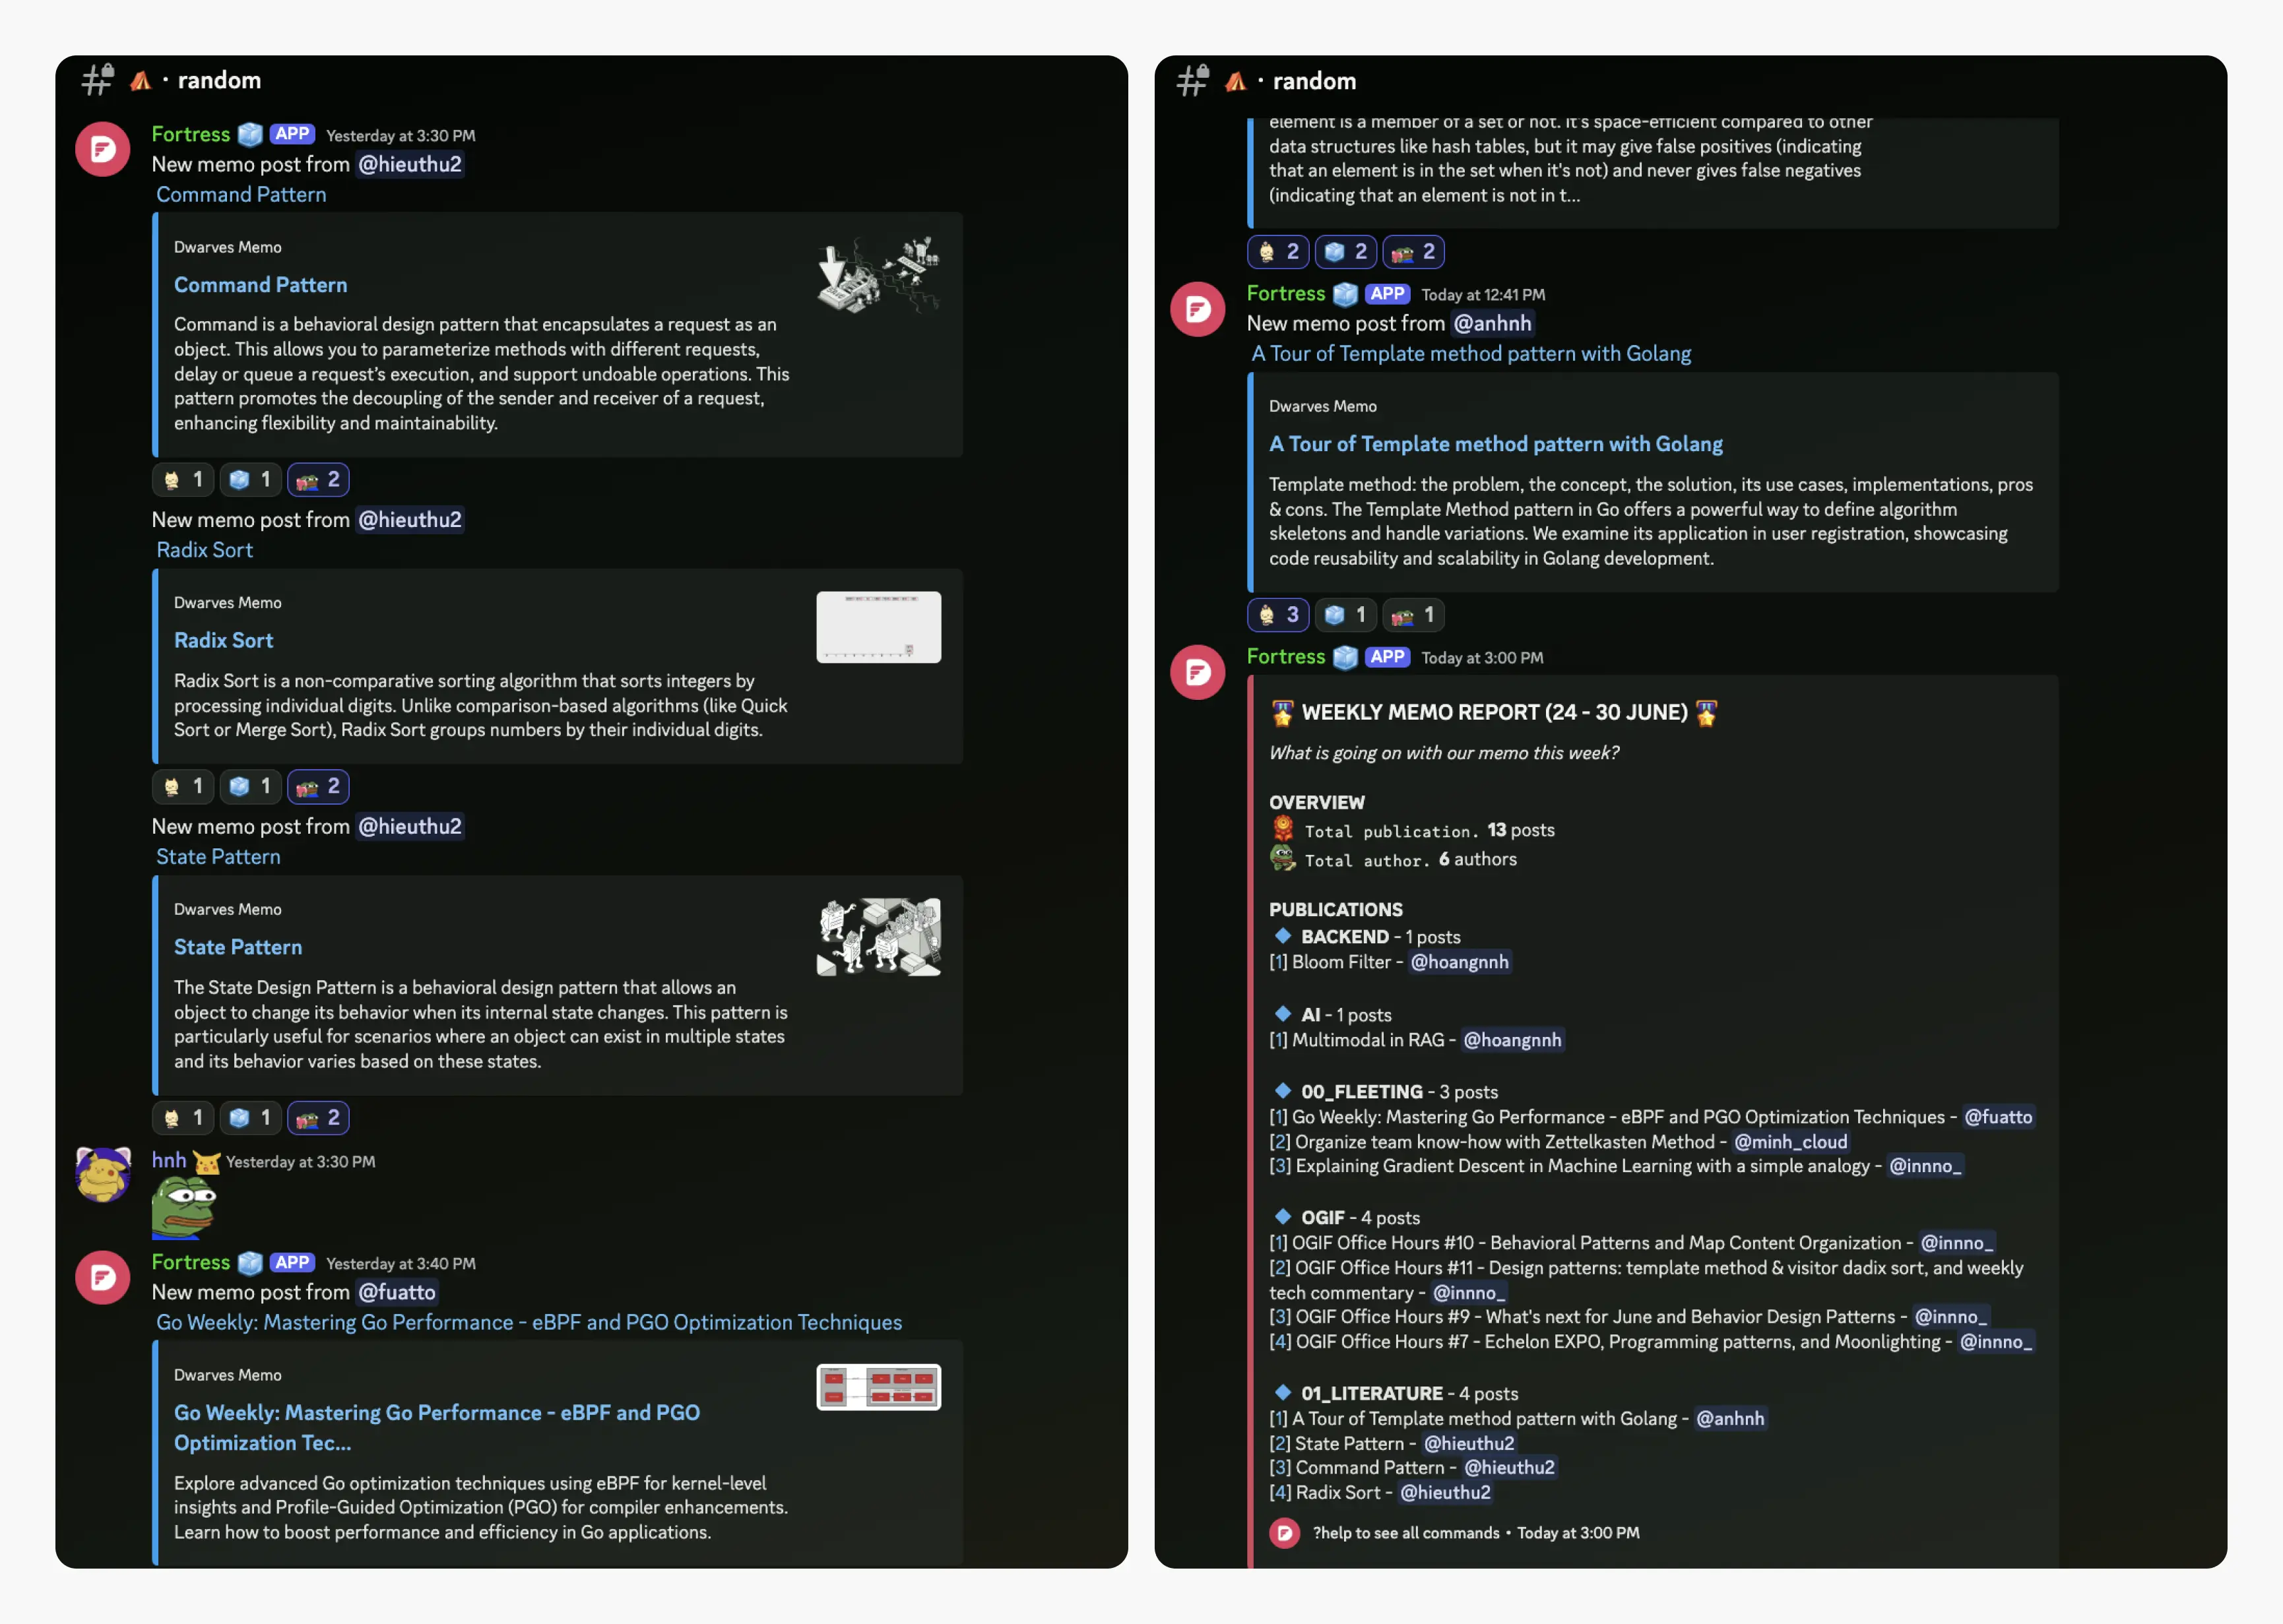 · random
Fortress APP Yesterday at 3:30 PM
New memo post from @hieuthu2
Command Pattern
Dwarves Memo
Command Pattern
Command is a behavioral design pattern that encapsulates a request as an
object. This allows you to parameterize methods with different requests,
delay or queue a request’s execution, and support undoable operations. This
pattern promotes the decoupling of the sender and receiver of a request,
enhancing flexibility and maintainability.
1 1 2
New memo post from @hieuthu2
Radix Sort
Dwarves Memo
Radix Sort
Radix Sort is a non-comparative sorting algorithm that sorts integers by
processing individual digits. Unlike comparison-based algorithms (like Quick
Sort or Merge Sort), Radix Sort groups numbers by their individual digits.
1 1 2
New memo post from @hieuthu2
State Pattern
Dwarves Memo
State Pattern
The State Design Pattern is a behavioral design pattern that allows an
object to change its behavior when its internal state changes. This pattern is
particularly useful for scenarios where an object can exist in multiple states
and its behavior varies based on these states.
1 1 2
hnh Yesterday at 3:30 PM
Fortress APP Yesterday at 3:40 PM
New memo post from @fuatto
Go Weekly: Mastering Go Performance - eBPF and PGO Optimization Techniques
Dwarves Memo
Go Weekly: Mastering Go Performance - eBPF and PGO
Optimization Tec...
Explore advanced Go optimization techniques using eBPF for kernel-level
insights and Profile-Guided Optimization (PGO) for compiler enhancements.
Learn how to boost performance and efficiency in Go applications.
· random
element is a member of a set or not. It's space-efficient compared to other
data structures like hash tables, but it may give false positives (indicating
that an element is in the set when it's not) and never gives false negatives
(indicating that an element is not in t...
2 2 2
Fortress APP Today at 12:41 PM
New memo post from @anhnh
A Tour of Template method pattern with Golang
Dwarves Memo
A Tour of Template method pattern with Golang
Template method: the problem, the concept, the solution, its use cases, implementations, pros
& cons. The Template Method pattern in Go offers a powerful way to define algorithm
skeletons and handle variations. We examine its application in user registration, showcasing
code reusability and scalability in Golang development.
3 1 1
Fortress APP Today at 3:00 PM
WEEKLY MEMO REPORT (24 - 30 JUNE)
What is going on with our memo this week?
OVERVIEW
Total publication. 13 posts
Total author. 6 authors
PUBLICATIONS
BACKEND - 1 posts
[1] Bloom Filter - @hoangnnh
AI - 1 posts
[1] Multimodal in RAG - @hoangnnh
00_FLEETING - 3 posts
[1] Go Weekly: Mastering Go Performance - eBPF and PGO Optimization Techniques - @fuatto
[2] Organize team know-how with Zettelkasten Method - @minh_cloud
[3] Explaining Gradient Descent in Machine Learning with a simple analogy - @innno_
OGIF - 4 posts
[1] OGIF Office Hours #10 - Behavioral Patterns and Map Content Organization - @innno_
[2] OGIF Office Hours #11 - Design patterns: template method & visitor dadix sort, and weekly
tech commentary - @innno_
[3] OGIF Office Hours #9 - What's next for June and Behavior Design Patterns - @innno_
[4] OGIF Office Hours #7 - Echelon EXPO, Programming patterns, and Moonlighting - @innno_
01_LITERATURE - 4 posts
[1] A Tour of Template method pattern with Golang - @anhnh
[2] State Pattern - @hieuthu2
[3] Command Pattern - @hieuthu2
[4] Radix Sort - @hieuthu2
?help to see all commands • Today at 3:00 PM